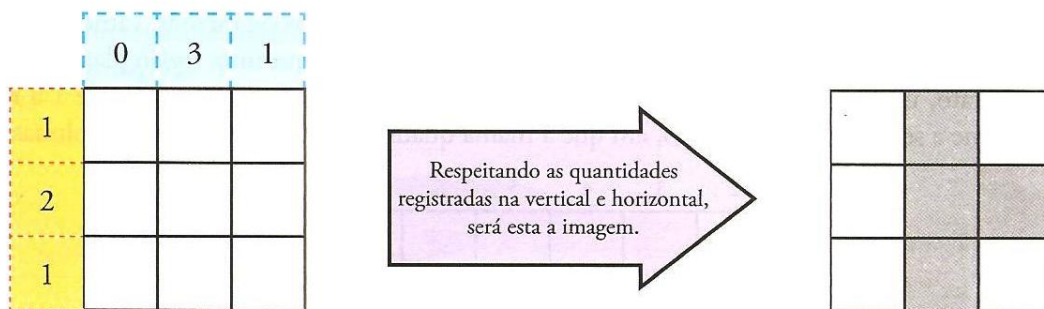 0 3 1
1
2
1
Respeitando as quantidades
registradas na vertical e horizontal,
será esta a imagem.